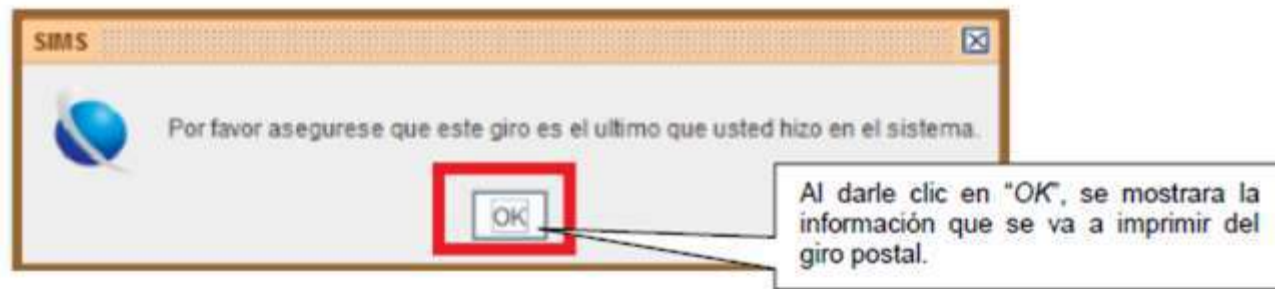 SIMS
Por favor asegurese que este giro es el ultimo que usted hizo en el sistema.
OK
Al darle clic en "OK", se mostrara la
información que se va a imprimir del
giro postal.